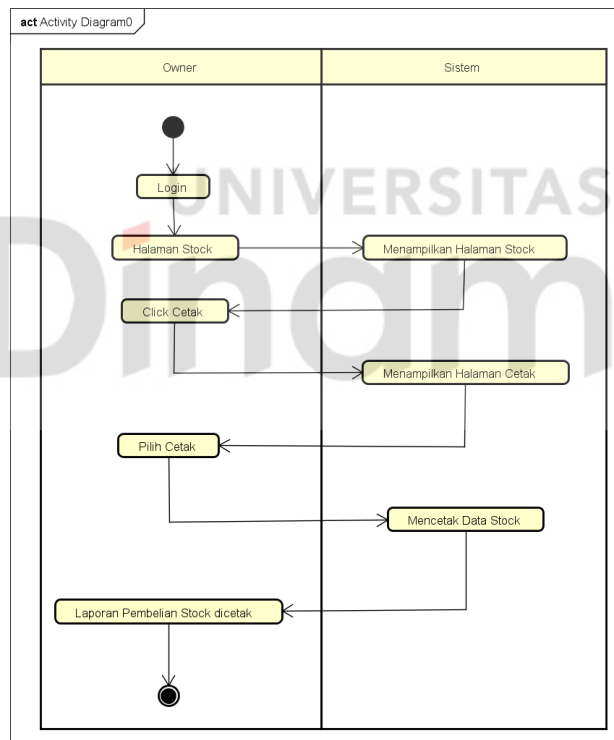 act Activity Diagram0
Owner
Sistem
UNIVERSITAS
Dinam
Login
Halaman Stock
Menampilkan Halaman Stock
Click Cetak
Menampilkan Halaman Cetak
Pilih Cetak
Mencetak Data Stock
Laporan Pembelian Stock dicetak